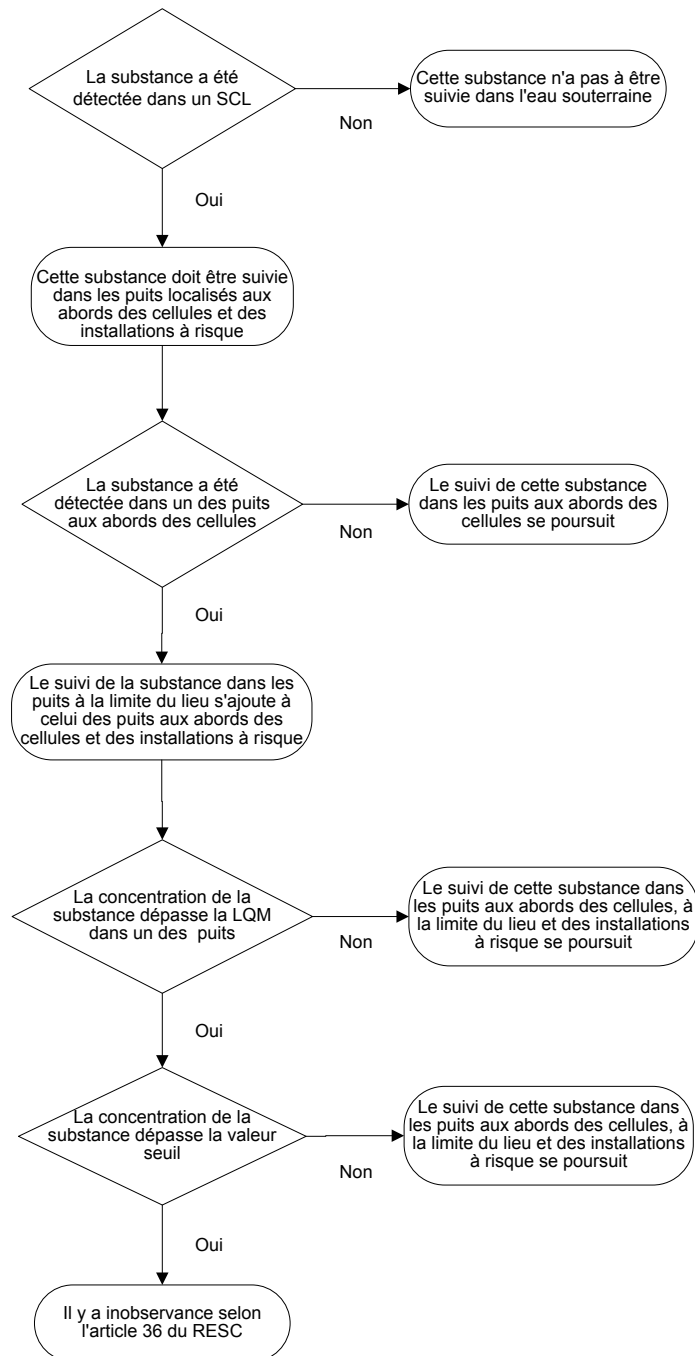 La substance a été
détectée dans un SCL
Cette substance n'a pas à être
suivie dans l'eau souterraine
Non
Oui
Cette substance doit être suivie
dans les puits localisés aux
abords des cellules et des
installations à risque
La substance a été
détectée dans un des puits
aux abords des cellules
Le suivi de cette substance
dans les puits aux abords des
cellules se poursuit
Non
Oui
Le suivi de la substance dans les
puits à la limite du lieu s'ajoute à
celui des puits aux abords des
cellules et des installations à risque
La concentration de la
substance dépasse la LQM
dans un des puits
Le suivi de cette substance dans
les puits aux abords des cellules, à
la limite du lieu et des installations
à risque se poursuit
Non
Oui
La concentration de la
substance dépasse la valeur
seuil
Le suivi de cette substance dans
les puits aux abords des cellules, à
la limite du lieu et des installations
à risque se poursuit
Non
Oui
Il y a inobservance selon
l'article 36 du RESC